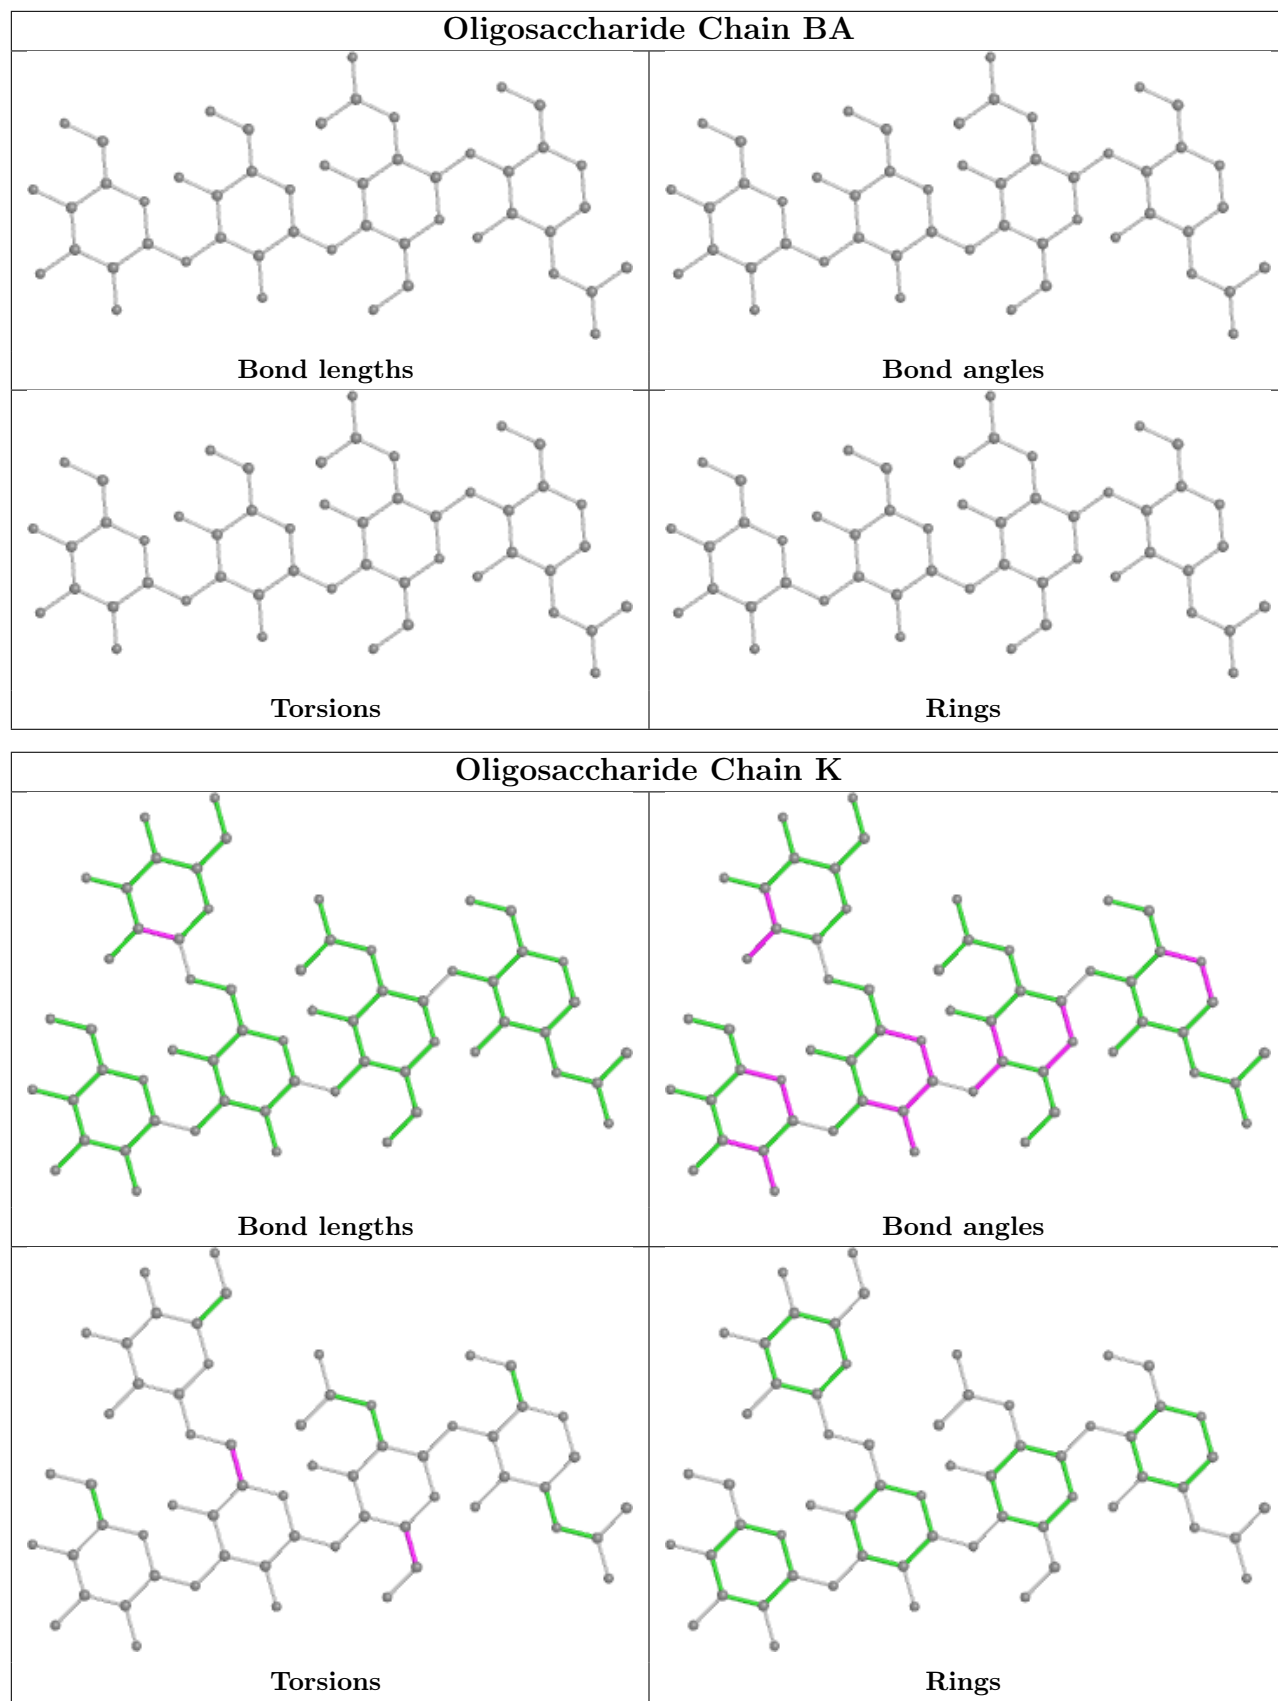 Oligosaccharide Chain BA
Bond lengths
Bond angles
Torsions
Rings
Oligosaccharide Chain K
Bond lengths
Bond angles
Torsions
Rings